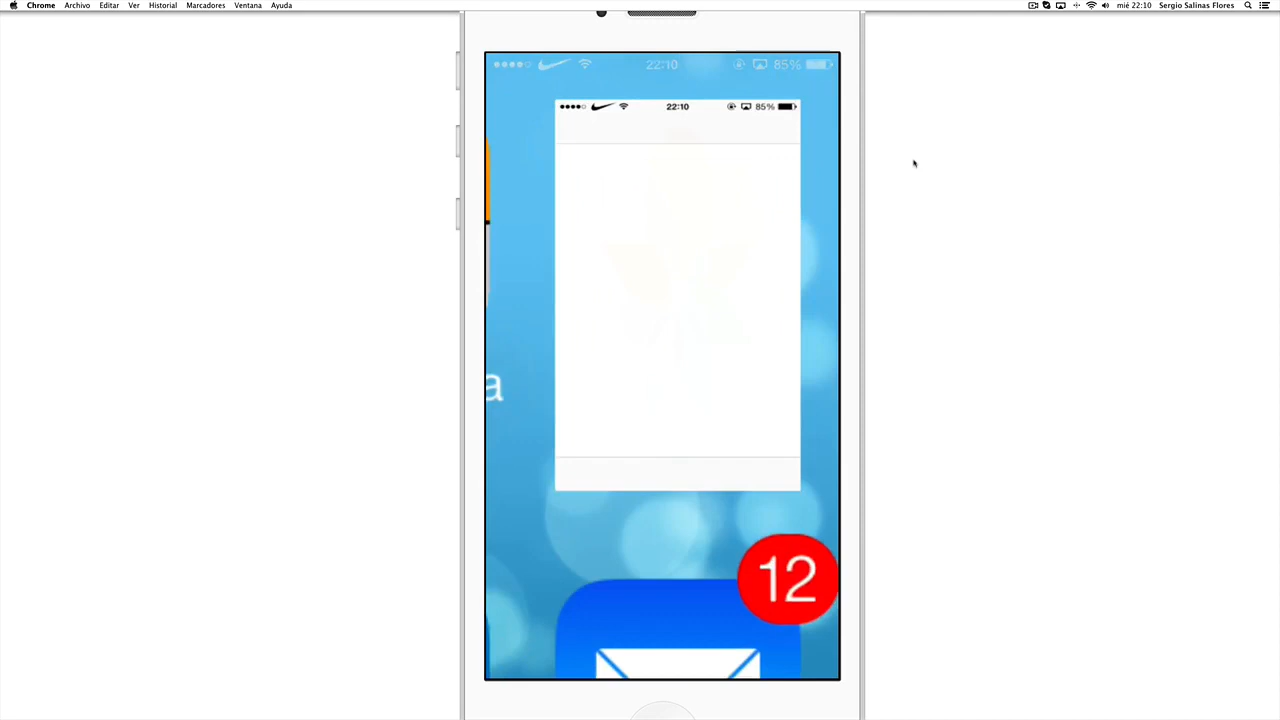 Chrome Archivo Editar Ver Historial Marcadores Ventana Ayuda mié 22:10 Sergio Salinas Flores
22:10 85%
22:10 85%
a
12